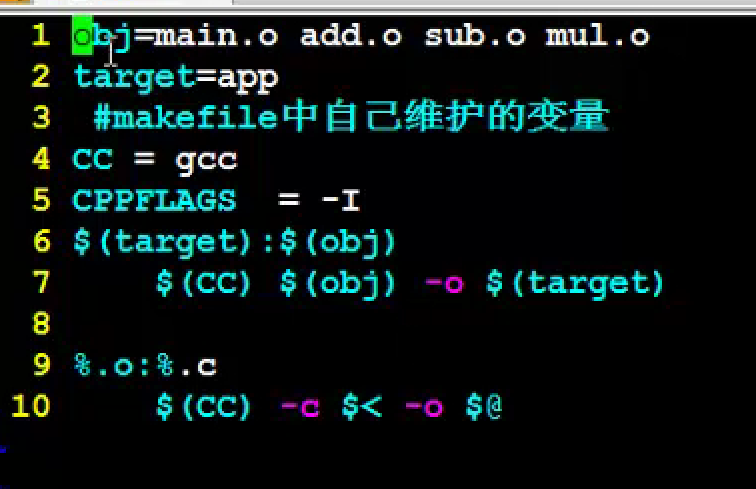 1 obj=main.o add.o sub.o mul.o
2 target=app
3 #makefile中自己维护的变量
4 CC = gcc
5 CPPFLAGS  = -I
6 $(target):$(obj)
7     $(CC) $(obj) -o $(target)
8
9 %.o:%.c
10     $(CC) -c $< -o $@